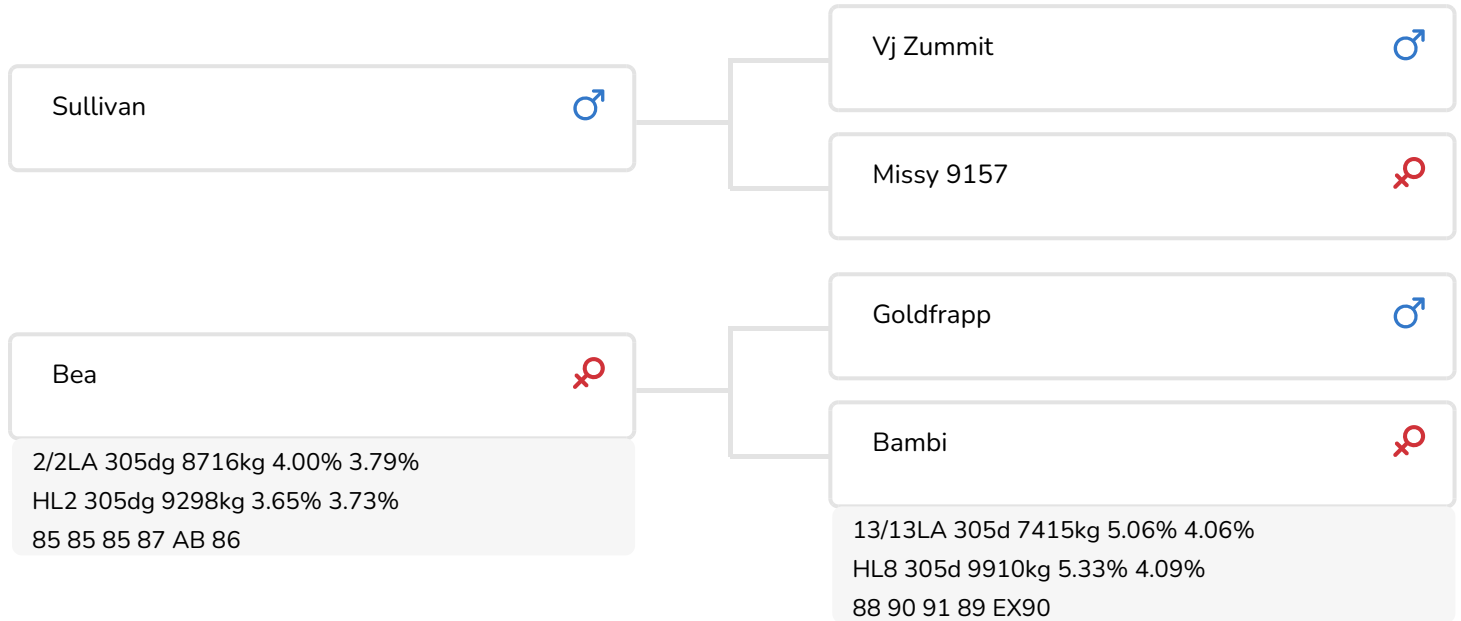 Sullivan
Vj Zummit
Missy 9157
Bea
2/2LA 305dg 8716kg 4.00% 3.79%
HL2 305dg 9298kg 3.65% 3.73%
85 85 85 87 AB 86
Goldfrapp
Bambi
13/13LA 305d 7415kg 5.06% 4.06%
HL8 305d 9910kg 5.33% 4.09%
88 90 91 89 EX90